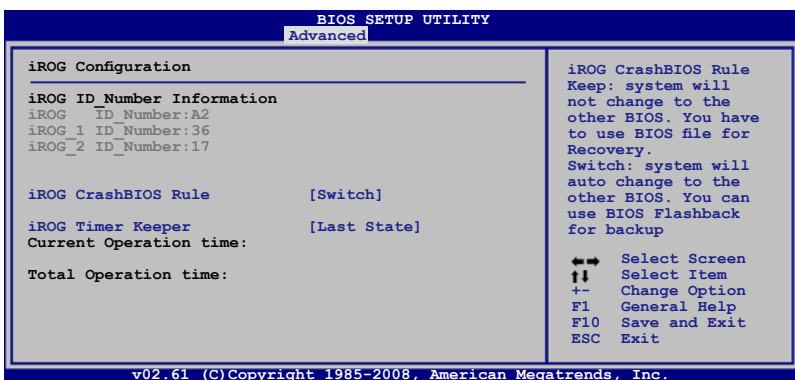 BIOS SETUP UTILITY
Advanced
iROG Configuration
iROG ID_Number Information
iROG ID_Number:A2
iROG_1 ID_Number:36
iROG_2 ID_Number:17
iROG CrashBIOS Rule [Switch]
iROG Timer Keeper [Last State]
Current Operation time:
Total Operation time:
iROG CrashBIOS Rule
Keep: system will
not change to the
other BIOS. You have
to use BIOS file for
Recovery.
Switch: system will
auto change to the
other BIOS. You can
use BIOS Flashback
for backup
←→ Select Screen
↑↓ Select Item
+- Change Option
F1 General Help
F10 Save and Exit
ESC Exit
v02.61 (C)Copyright 1985-2008, American Megatrends, Inc.